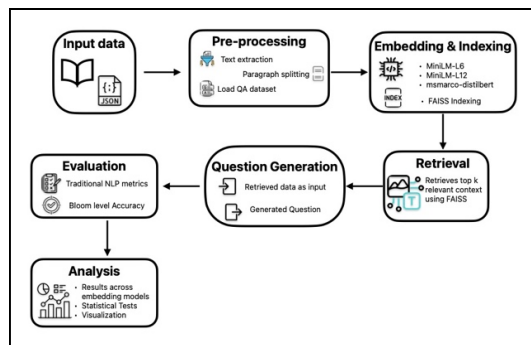 Input data
{:}
JSON
Pre-processing
Text extraction
Paragraph splitting
Load QA dataset
Embedding & Indexing
• MiniLM-L6
• MiniLM-L12
• msmarco-distilbert
INDEX
• FAISS Indexing
Evaluation
Traditional NLP metrics
Bloom level Accuracy
Question Generation
Retrieved data as input
Generated Question
Retrieval
Retrieves top k
relevant context
using FAISS
T
Analysis
• Results across
embedding models
• Statistical Tests
• Visualization